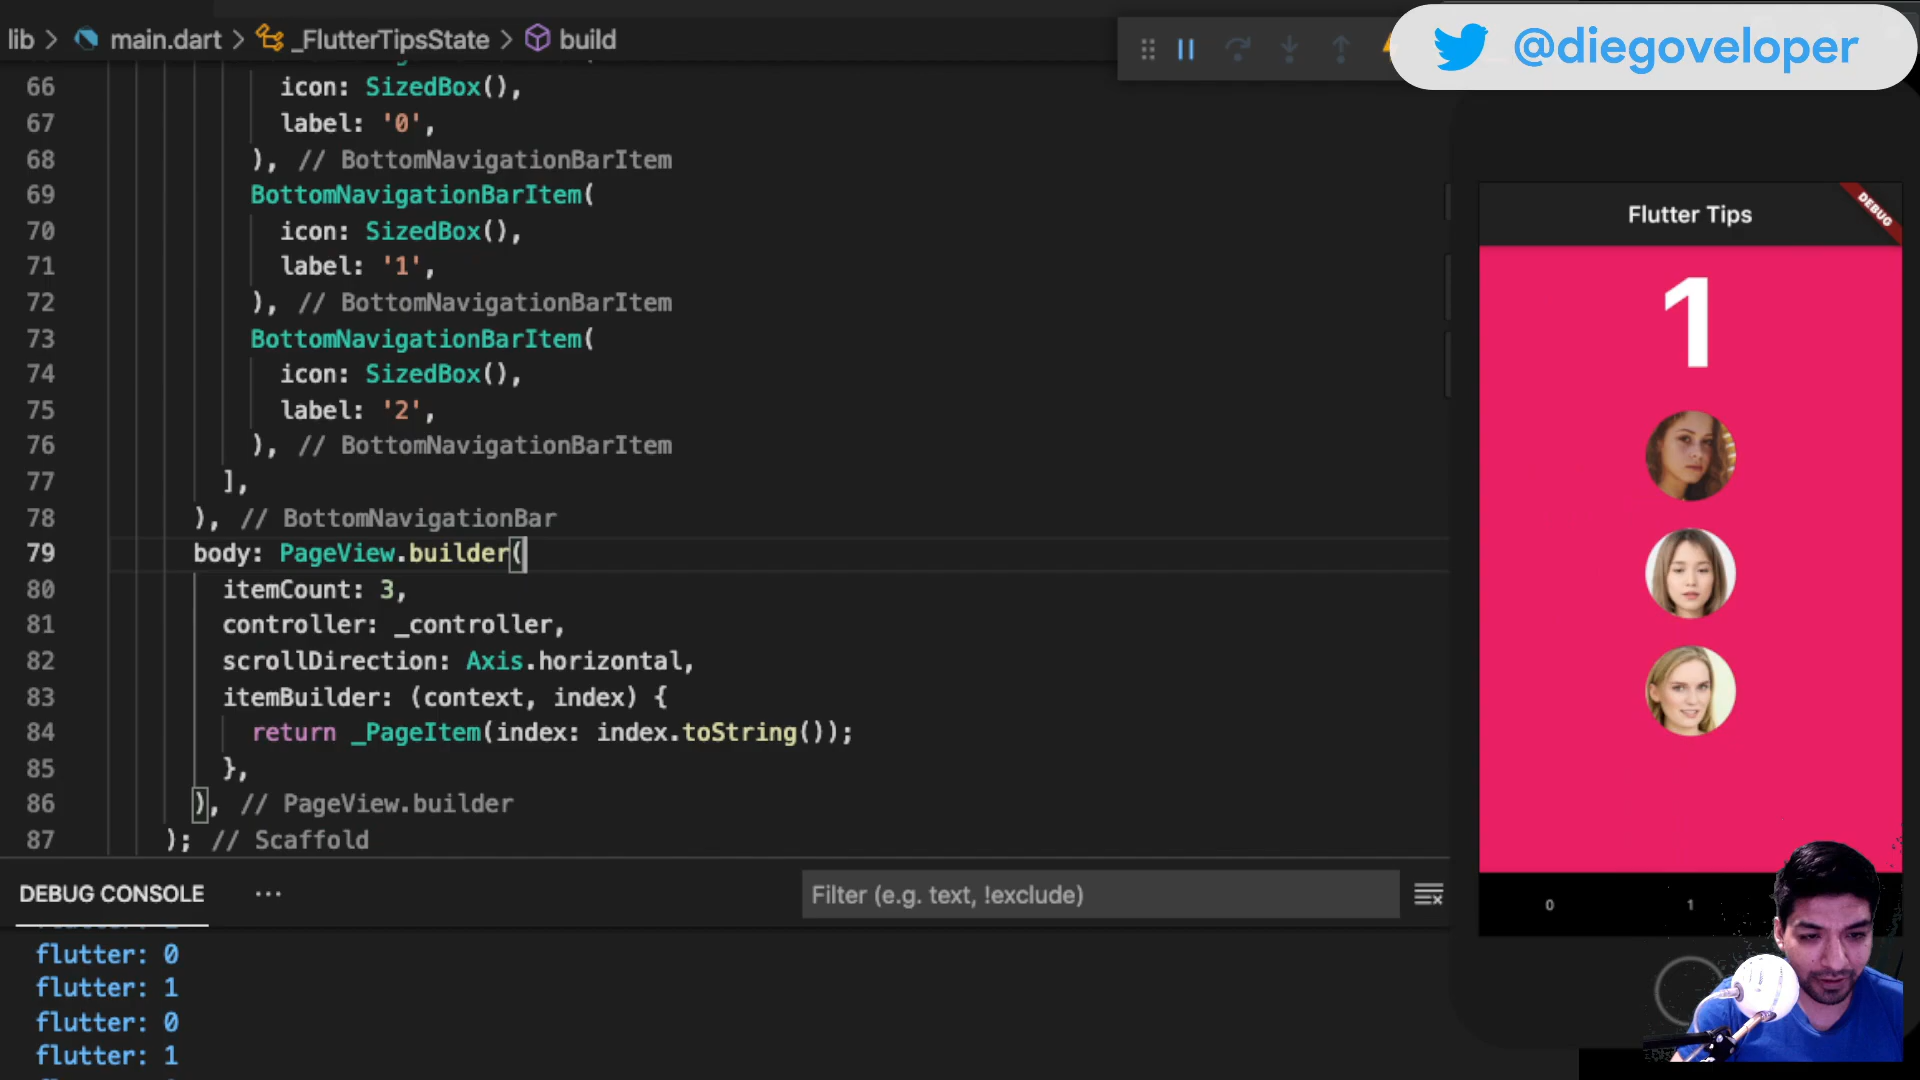 lib > main.dart > _FlutterTipsState > build
@diegoveloper
66 icon: SizedBox(),
67 label: '0',
68 ), // BottomNavigationBarItem
69 BottomNavigationBarItem(
70 icon: SizedBox(),
71 label: '1',
72 ), // BottomNavigationBarItem
73 BottomNavigationBarItem(
74 icon: SizedBox(),
75 label: '2',
76 ), // BottomNavigationBarItem
77 ],
78 ), // BottomNavigationBar
79 body: PageView.builder(
80 itemCount: 3,
81 controller: _controller,
82 scrollDirection: Axis.horizontal,
83 itemBuilder: (context, index) {
84 return _PageItem(index: index.toString());
85 },
86 ), // PageView.builder
87 ); // Scaffold
DEBUG CONSOLE ...
Filter (e.g. text, !exclude)
flutter: 0
flutter: 1
flutter: 0
flutter: 1
Flutter Tips
DEBUG
1
0 1